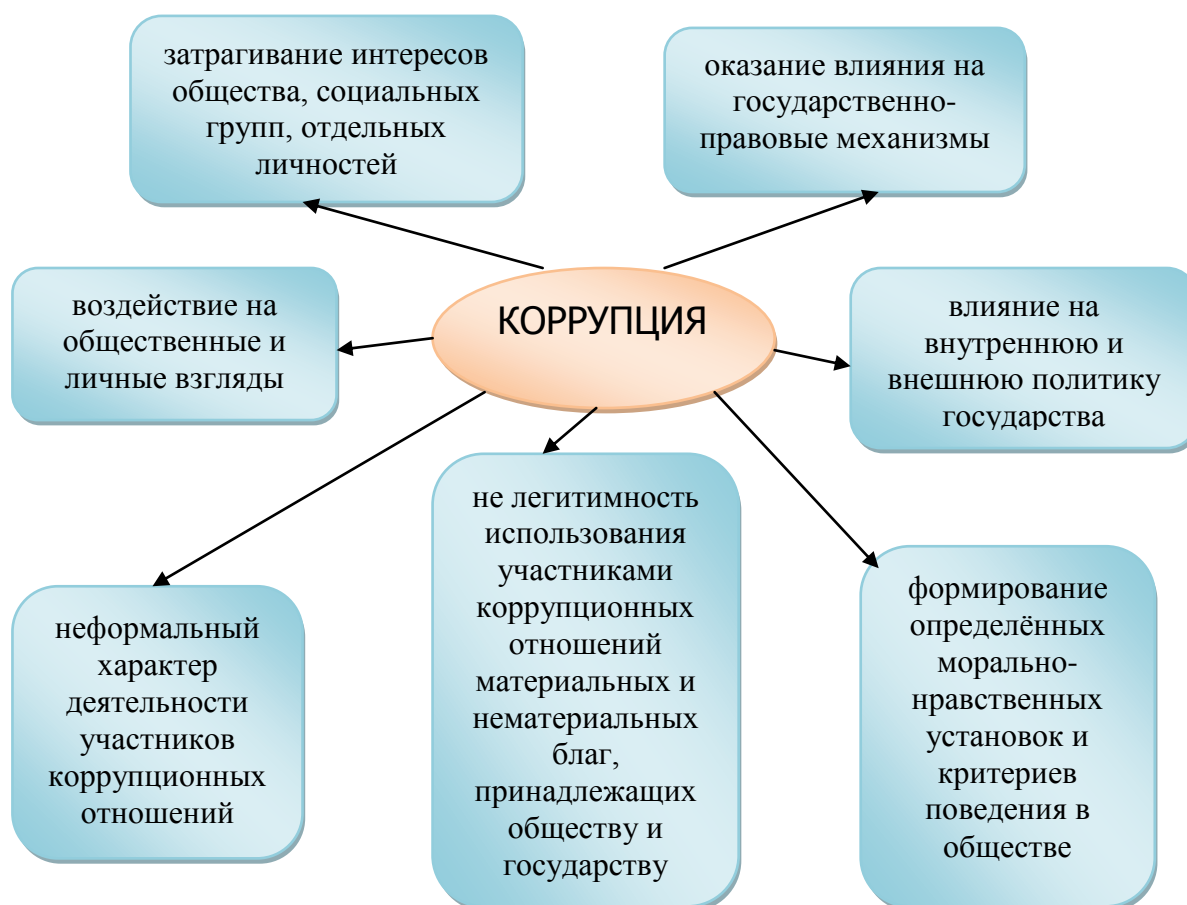 затрагивание интересов
общества, социальных
групп, отдельных
личностей
оказание влияния на
государственно-
правовые механизмы
КОРРУПЦИЯ
воздействие на
общественные и
личные взгляды
влияние на
внутреннюю и
внешнюю политику
государства
неформальный
характер
деятельности
участников
коррупционных
отношений
не легитимность
использования
участниками
коррупционных
отношений
материальных и
нематериальных
благ,
принадлежащих
обществу и
государству
формирование
определённых
морально-
нравственных
установок и
критериев
поведения в
обществе